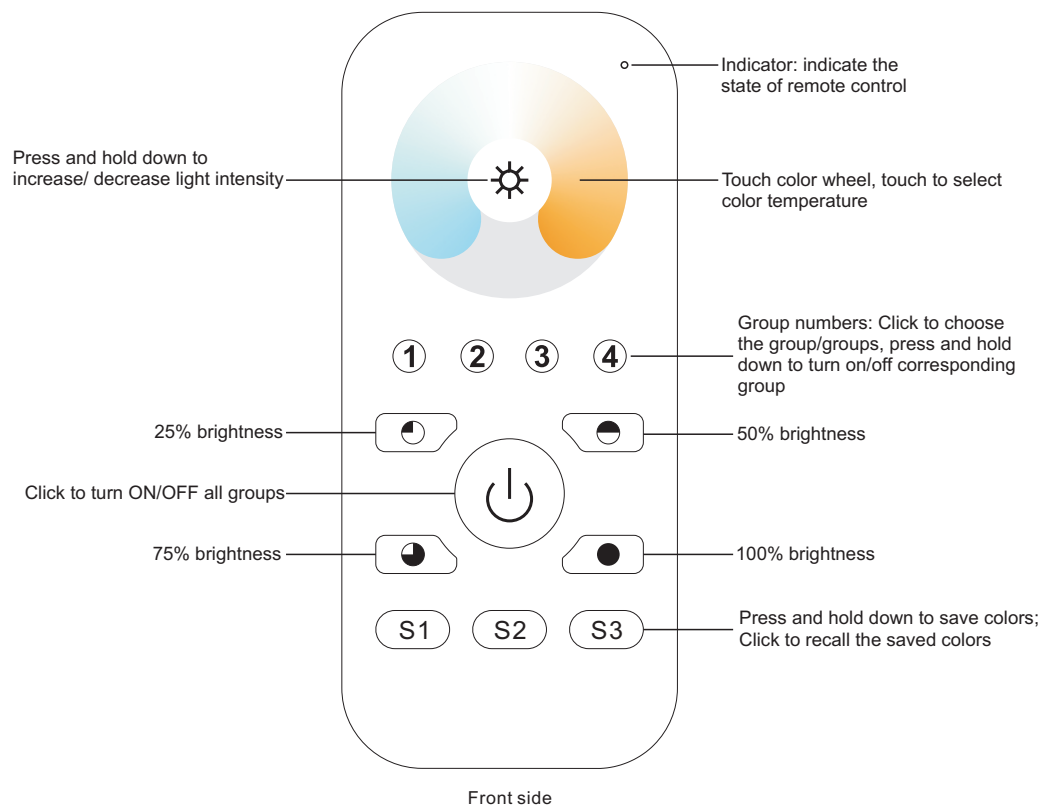 Indicator: indicate the
state of remote control
Press and hold down to
increase/ decrease light intensity
Touch color wheel, touch to select
color temperature
Group numbers: Click to choose
the group/groups, press and hold
down to turn on/off corresponding
group
1 2 3 4
25% brightness
50% brightness
Click to turn ON/OFF all groups
75% brightness
100% brightness
S1 S2 S3
Press and hold down to save colors;
Click to recall the saved colors
Front side